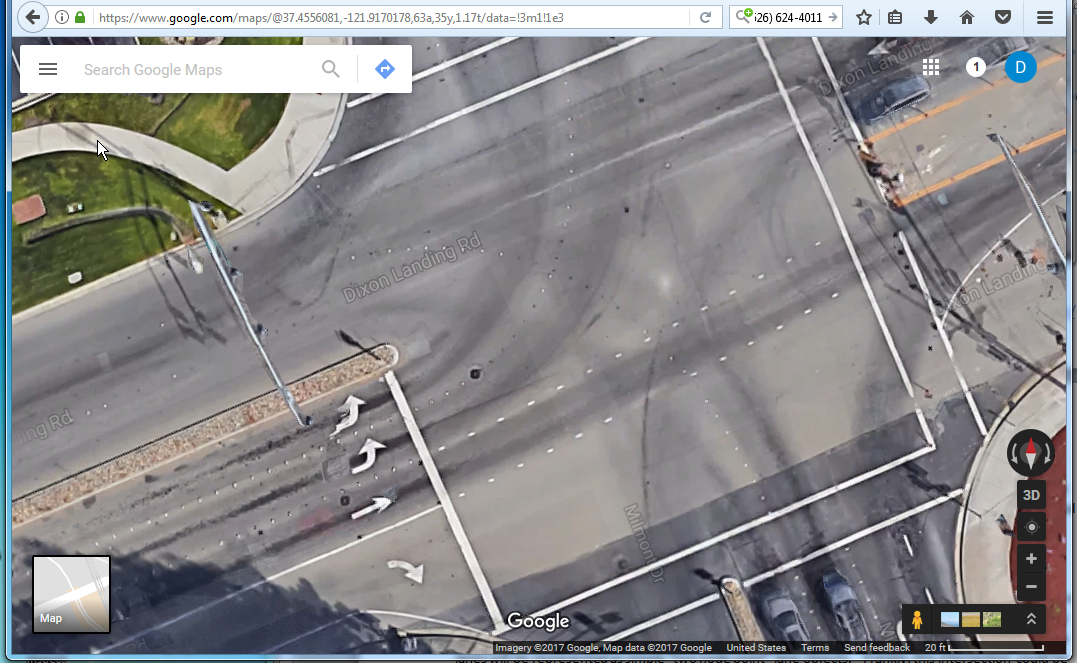 https://www.google.com/maps/@37.4556081,-121.9170178,63a,35y,1.17t/data=!3m1!1e3
626) 624-4011
Search Google Maps
1
D
Dixon Landing
Dixon Landing Rd
Dixon Landing
ing Rd
Milmon Dr
3D
Map
Google
Imagery ©2017 Google, Map data ©2017 Google United States Terms Send feedback 20 ft